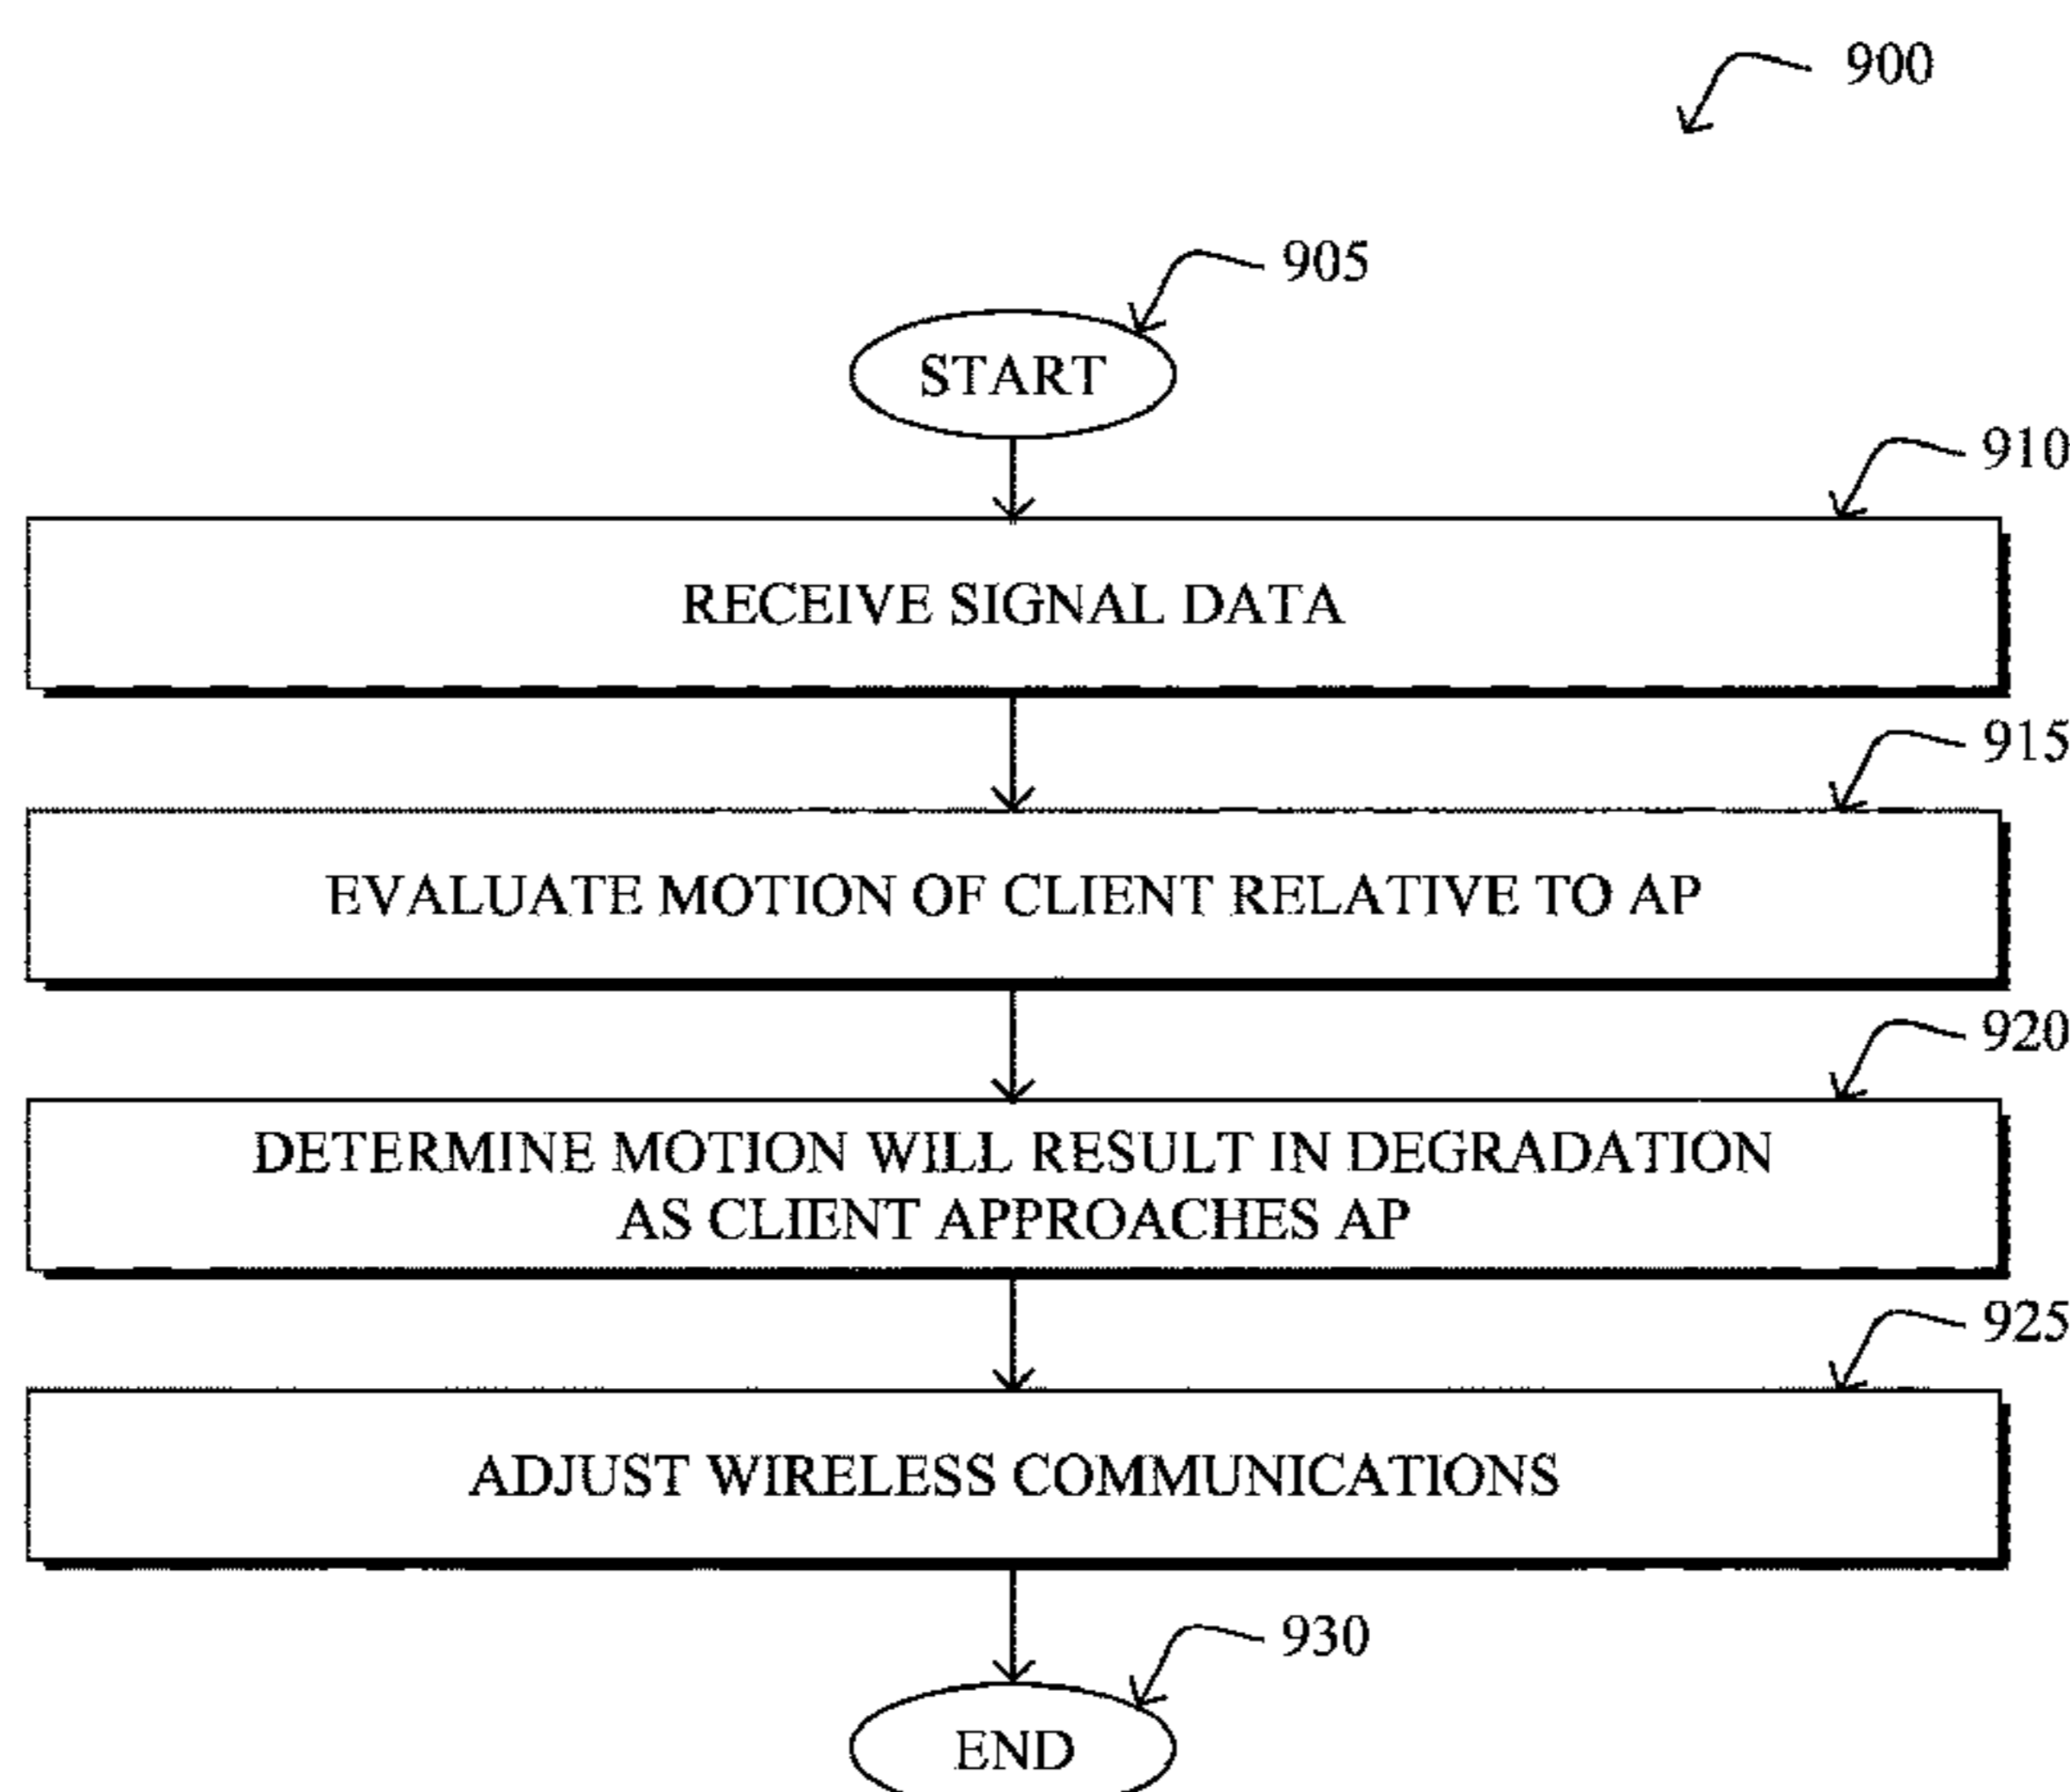 900
905
START
910
RECEIVE SIGNAL DATA
915
EVALUATE MOTION OF CLIENT RELATIVE TO AP
920
DETERMINE MOTION WILL RESULT IN DEGRADATION
AS CLIENT APPROACHES AP
925
ADJUST WIRELESS COMMUNICATIONS
930
END